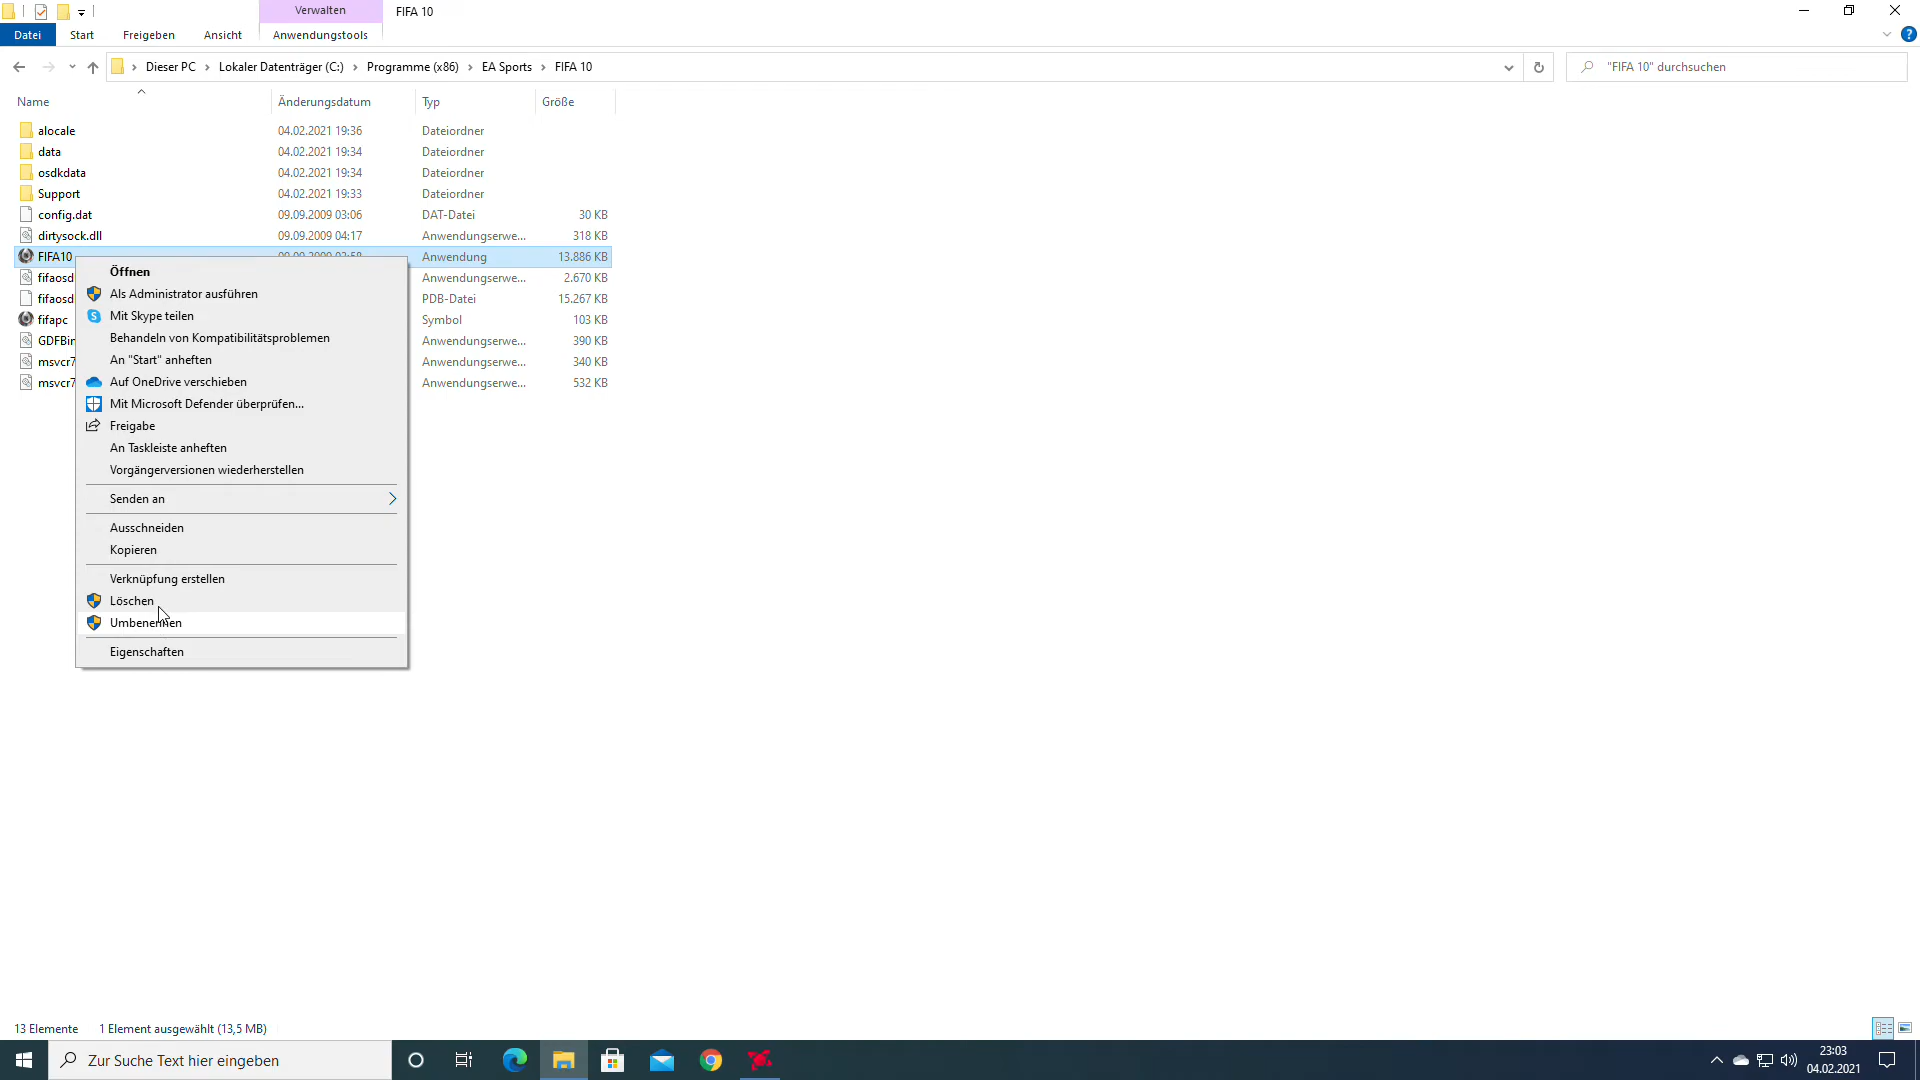 Verwalten
FIFA 10
Datei Start Freigeben Ansicht Anwendungstools
Dieser PC Lokaler Datenträger (C:) Programme (x86) EA Sports FIFA 10
"FIFA 10" durchsuchen
Name Änderungsdatum Typ Größe
alocale 04.02.2021 19:36 Dateiordner
data 04.02.2021 19:34 Dateiordner
osdkdata 04.02.2021 19:34 Dateiordner
Support 04.02.2021 19:33 Dateiordner
config.dat 09.09.2009 03:06 DAT-Datei 30 KB
dirtysock.dll 09.09.2009 04:17 Anwendungserwe... 318 KB
FIFA10 Anwendung 13.886 KB
fifaosd Anwendungserwe... 2.670 KB
fifaosd PDB-Datei 15.267 KB
fifapc Symbol 103 KB
GDFBin Anwendungserwe... 390 KB
msvcr7 Anwendungserwe... 340 KB
msvcr7 Anwendungserwe... 532 KB
Öffnen
Als Administrator ausführen
Mit Skype teilen
Behandeln von Kompatibilitätsproblemen
An "Start" anheften
Auf OneDrive verschieben
Mit Microsoft Defender überprüfen...
Freigabe
An Taskleiste anheften
Vorgängerversionen wiederherstellen
Senden an
Ausschneiden
Kopieren
Verknüpfung erstellen
Löschen
Umbenennen
Eigenschaften
13 Elemente 1 Element ausgewählt (13,5 MB)
Zur Suche Text hier eingeben
23:03
04.02.2021